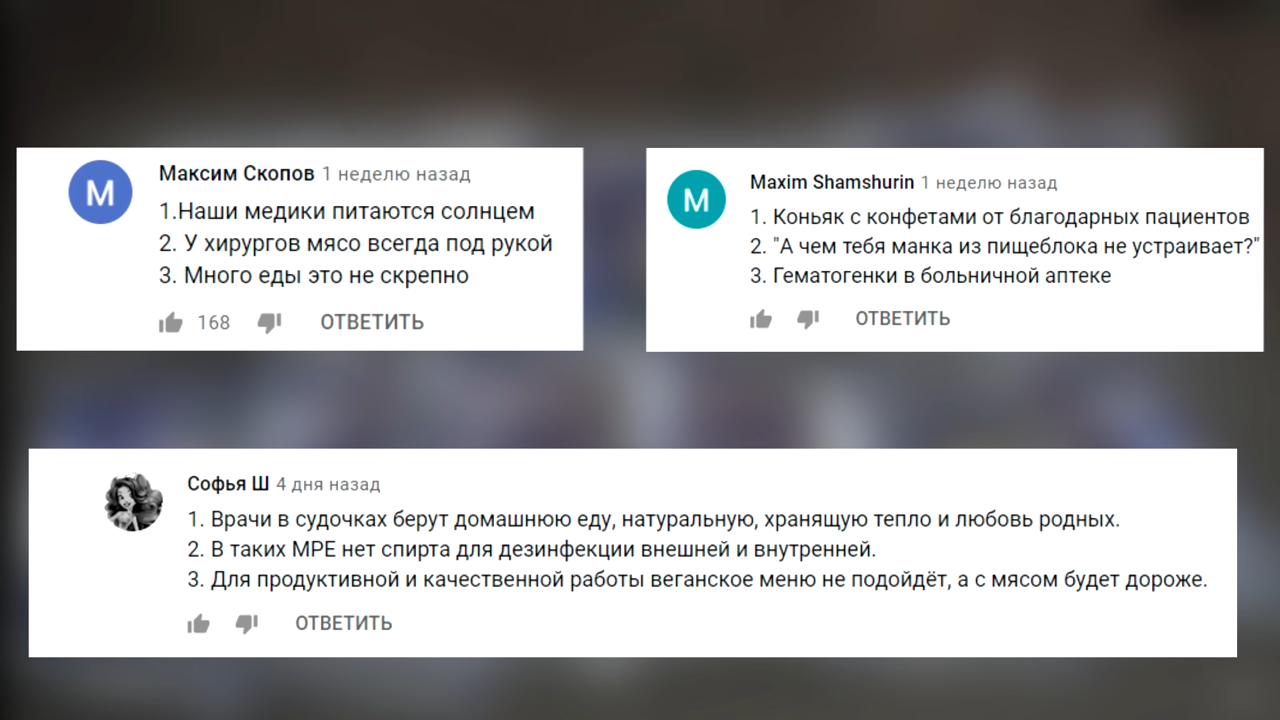 М
Максим Скопов 1 неделю назад
1.Наши медики питаются солнцем
2. У хирургов мясо всегда под рукой
3. Много еды это не скрепно
168 ОТВЕТИТЬ
M
Maxim Shamshurin 1 неделю назад
1. Коньяк с конфетами от благодарных пациентов
2. "А чем тебя манка из пищеблока не устраивает?"
3. Гематогенки в больничной аптеке
ОТВЕТИТЬ
Софья Ш 4 дня назад
1. Врачи в судочках берут домашнюю еду, натуральную, хранящую тепло и любовь родных.
2. В таких МРЕ нет спирта для дезинфекции внешней и внутренней.
3. Для продуктивной и качественной работы веганское меню не подойдёт, а с мясом будет дороже.
ОТВЕТИТЬ